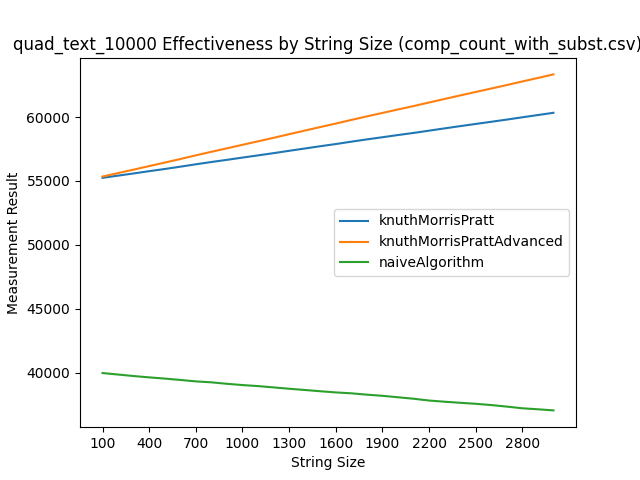 quad_text_10000 Effectiveness by String Size (comp_count_with_subst.csv)
Measurement Result
60000
55000
50000
45000
40000
knuthMorrisPratt
knuthMorrisPrattAdvanced
naiveAlgorithm
100 400 700 1000 1300 1600 1900 2200 2500 2800
String Size